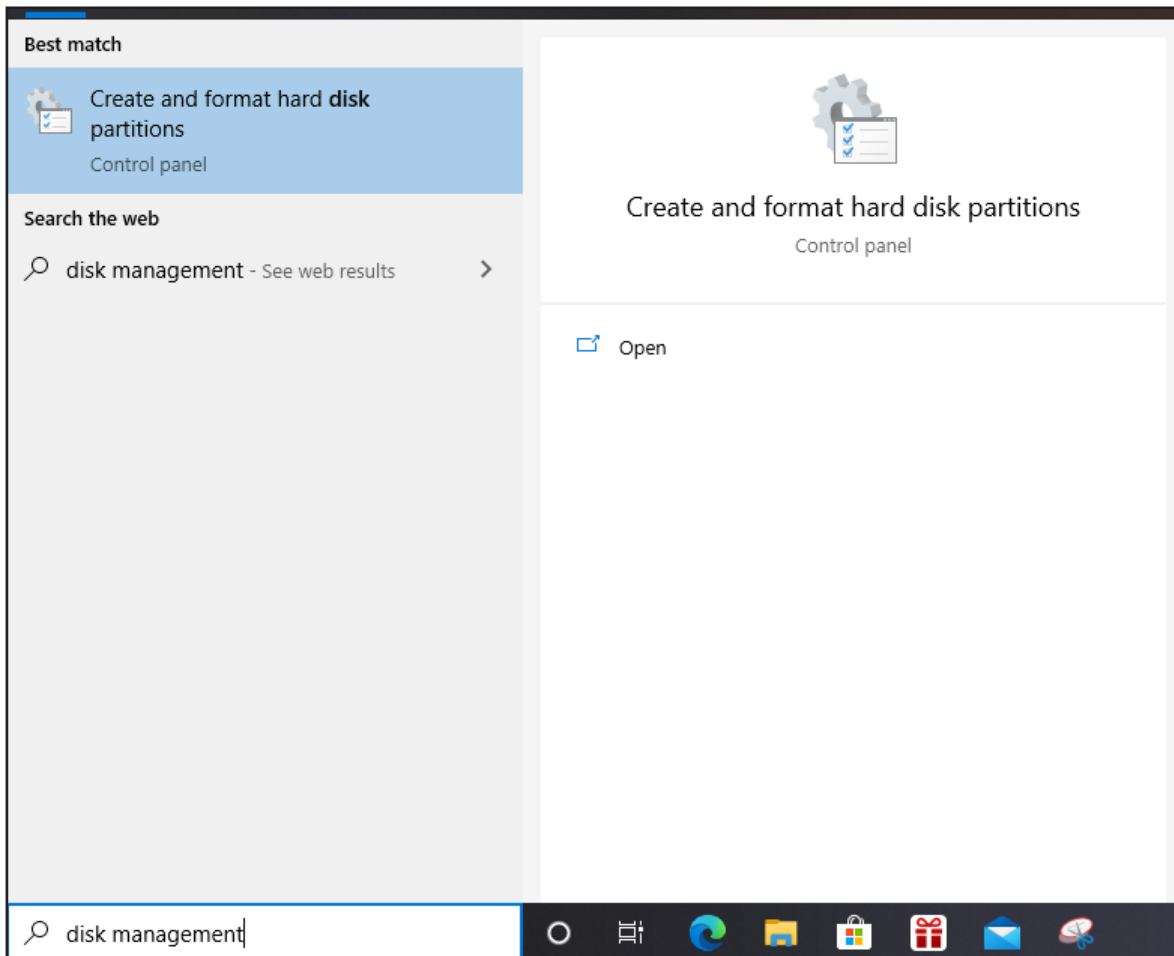 Best match
Create and format hard disk
partitions
Control panel
Search the web
disk management - See web results
Create and format hard disk partitions
Control panel
Open
disk management